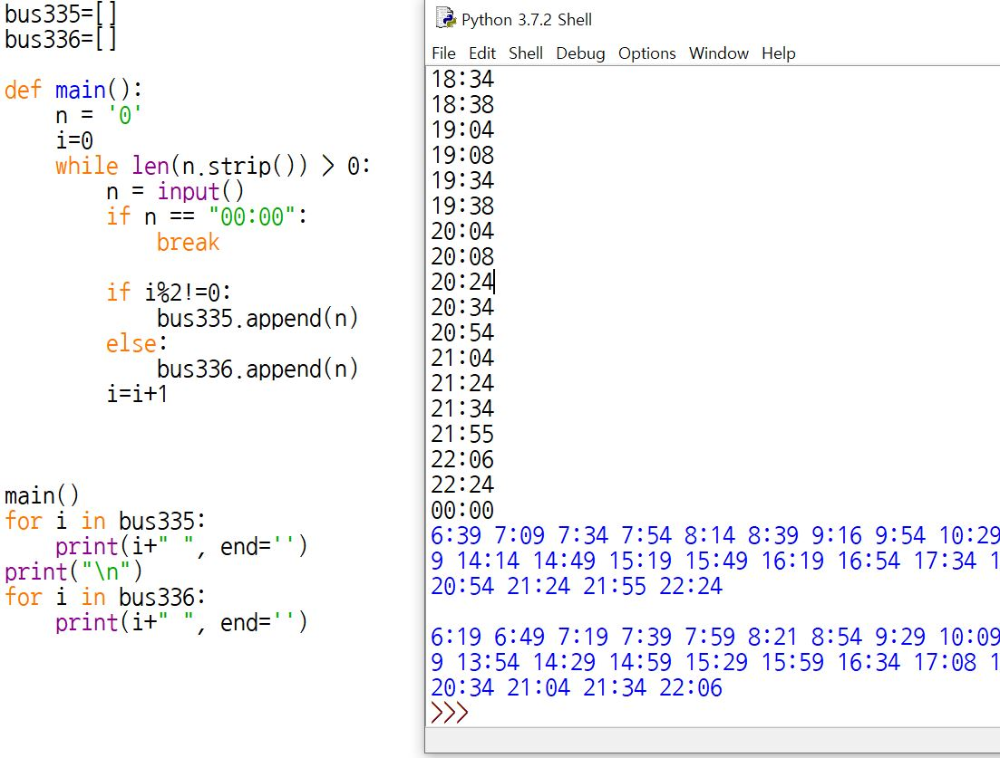 bus335=[]
bus336=[]
def main():
n = '0'
i=0
while len(n.strip()) > 0:
n = input()
if n == "00:00":
break
if i%2!=0:
bus335.append(n)
else:
bus336.append(n)
i=i+1
main()
for i in bus335:
print(i+" ", end='')
print("\n")
for i in bus336:
print(i+" ", end='')
Python 3.7.2 Shell
File Edit Shell Debug Options Window Help
18:34
18:38
19:04
19:08
19:34
19:38
20:04
20:08
20:24
20:34
20:54
21:04
21:24
21:34
21:55
22:06
22:24
00:00
6:39 7:09 7:34 7:54 8:14 8:39 9:16 9:54 10:29
9 14:14 14:49 15:19 15:49 16:19 16:54 17:34 1
20:54 21:24 21:55 22:24
6:19 6:49 7:19 7:39 7:59 8:21 8:54 9:29 10:09
9 13:54 14:29 14:59 15:29 15:59 16:34 17:08 1
20:34 21:04 21:34 22:06
>>>